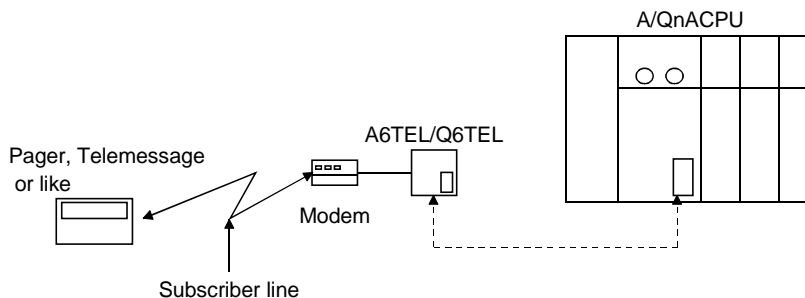 A/QnACPU
A6TEL/Q6TEL
Pager, Telemessage
or like
Modem
Subscriber line